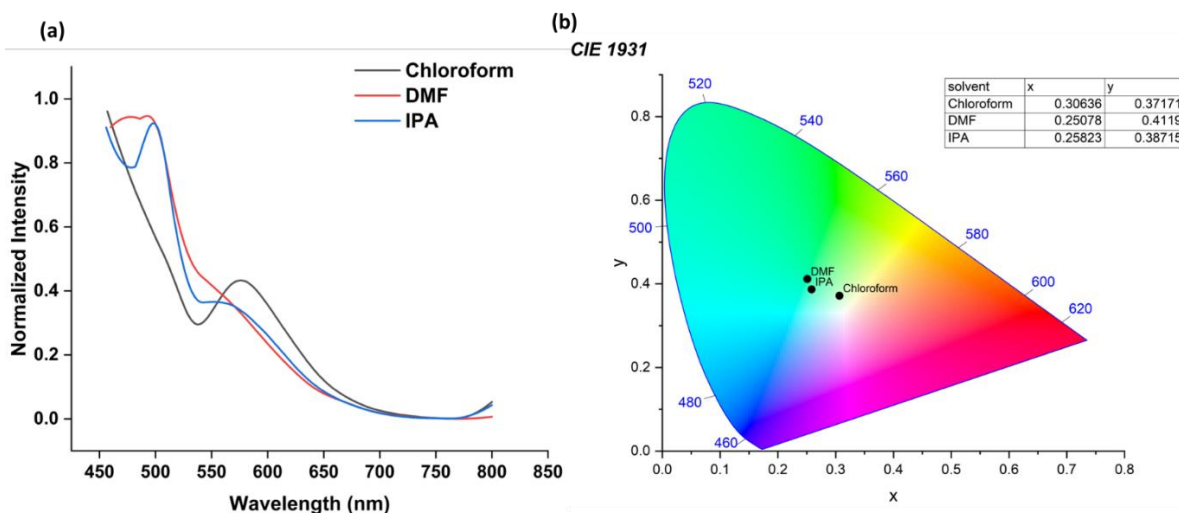 (a)
Chloroform
DMF
IPA
1.0
0.8
0.6
0.4
0.2
0.0
Normalized Intensity
450 500 550 600 650 700 750 800 850
Wavelength (nm)
(b)
CIE 1931
solvent x y
Chloroform 0.30636 0.37171
DMF 0.25078 0.4119
IPA 0.25823 0.38715
520
540
560
500
580
600
620
480
460
DMF
IPA
Chloroform
0.8
0.6
0.4
0.2
0.0
y
0.0 0.1 0.2 0.3 0.4 0.5 0.6 0.7 0.8
x